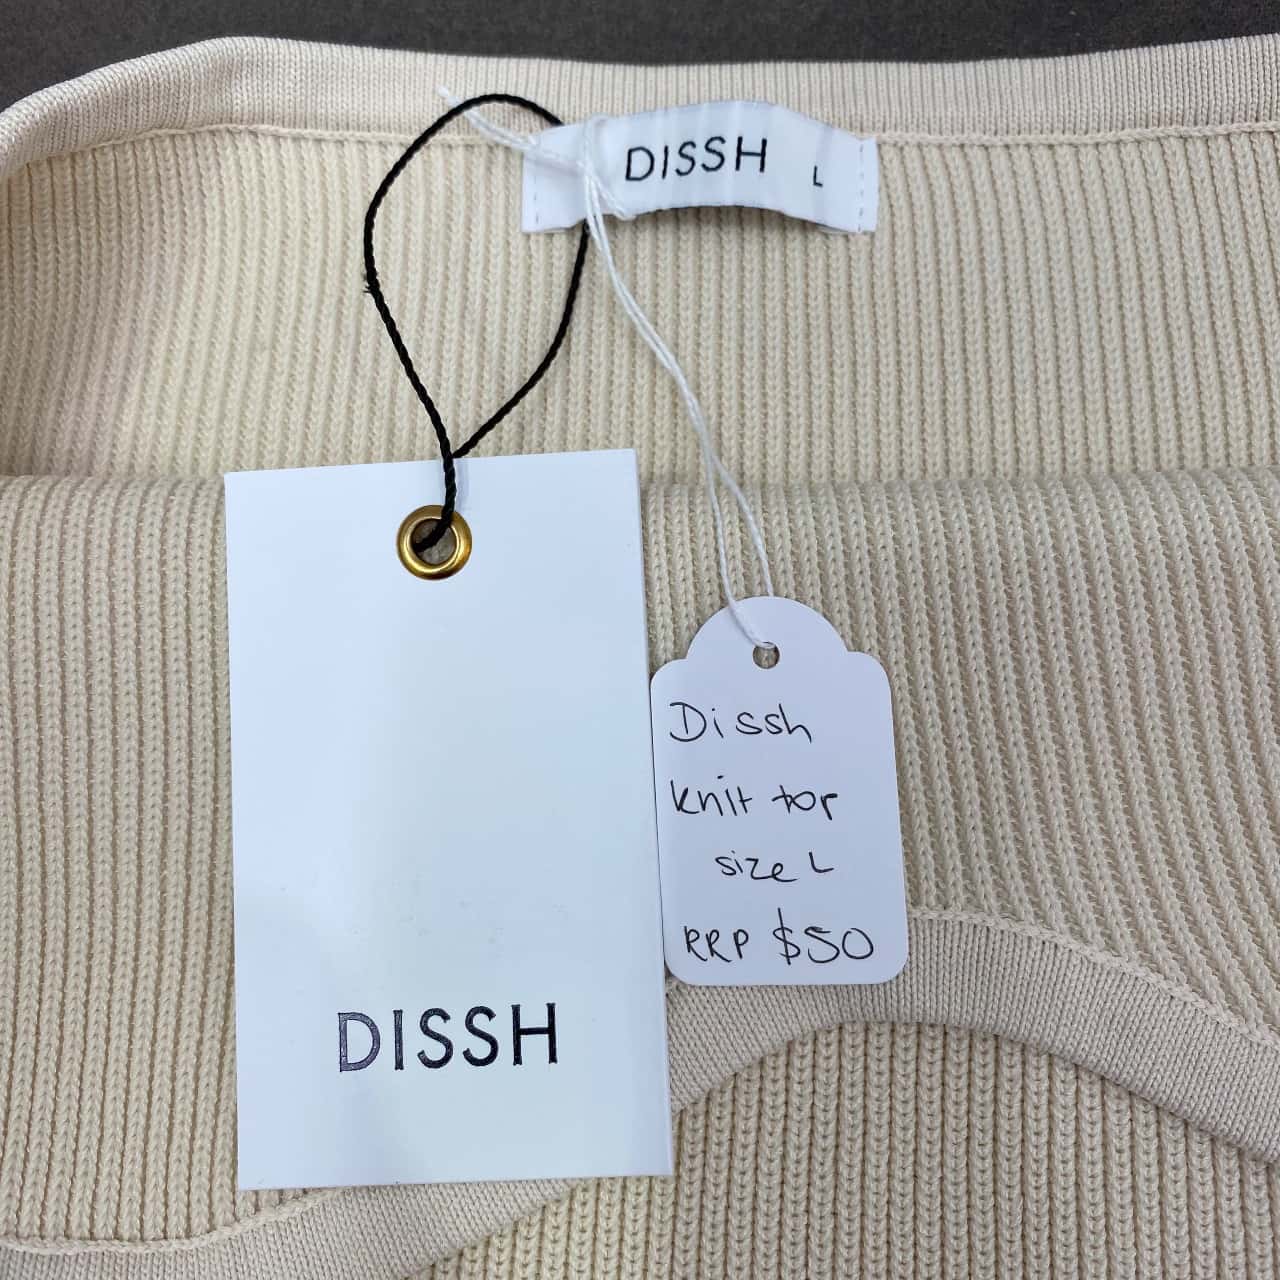 DISSH L
Dissh
knit top
size L
RRP $50
DISSH